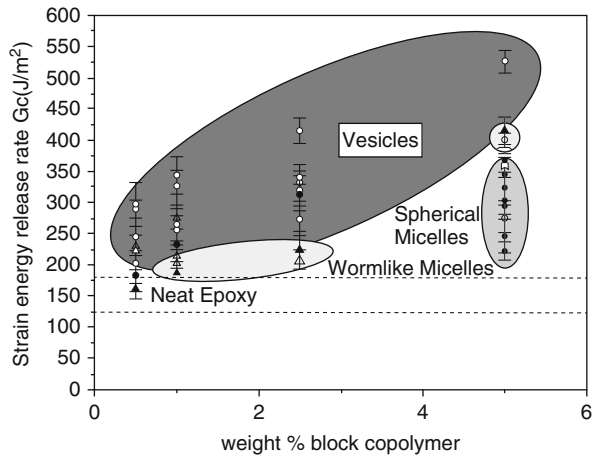 600
550
500
450
400
350
300
250
200
150
100
50
0
Strain energy release rate Gc(J/m²)
Vesicles
Spherical
Micelles
Wormlike Micelles
Neat Epoxy
0 2 4 6
weight % block copolymer